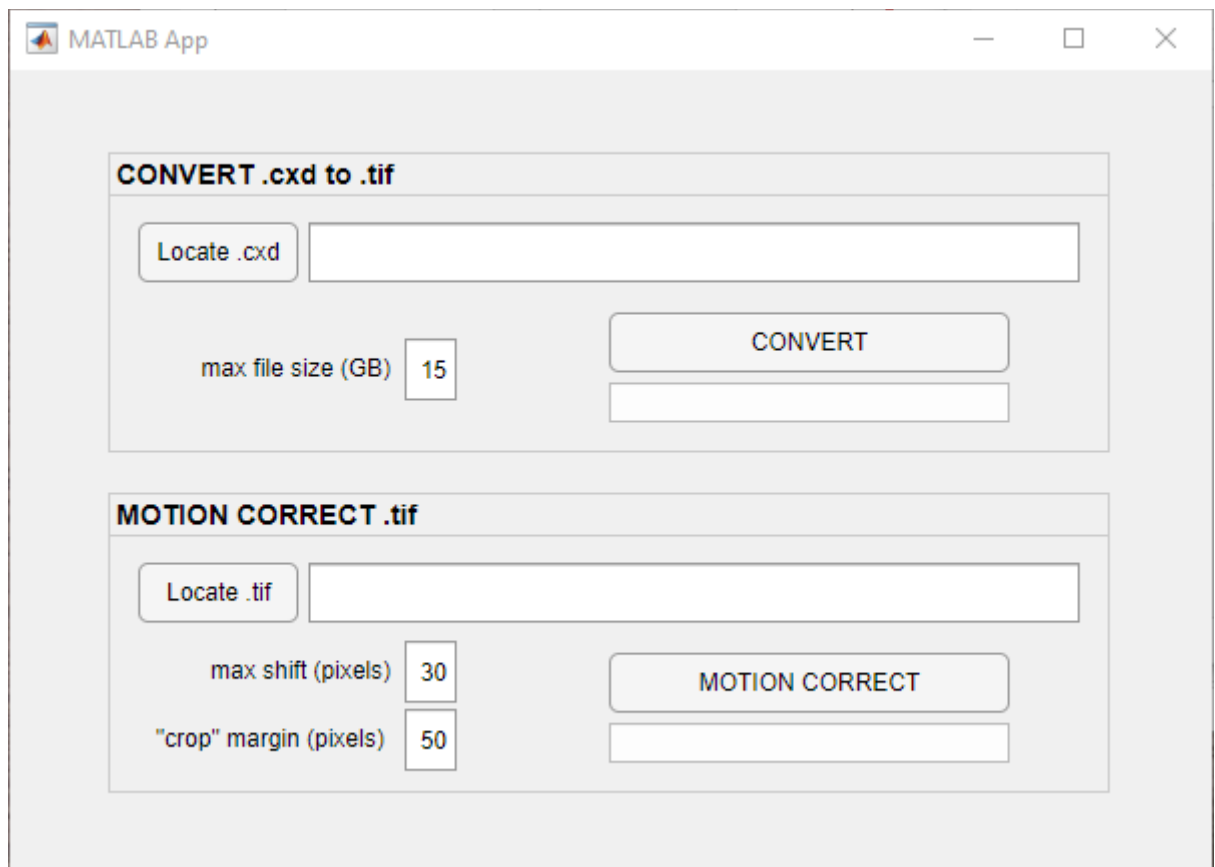 MATLAB App
CONVERT .cxd to .tif
Locate .cxd
CONVERT
max file size (GB) 15
MOTION CORRECT .tif
Locate .tif
max shift (pixels) 30
MOTION CORRECT
"crop" margin (pixels) 50